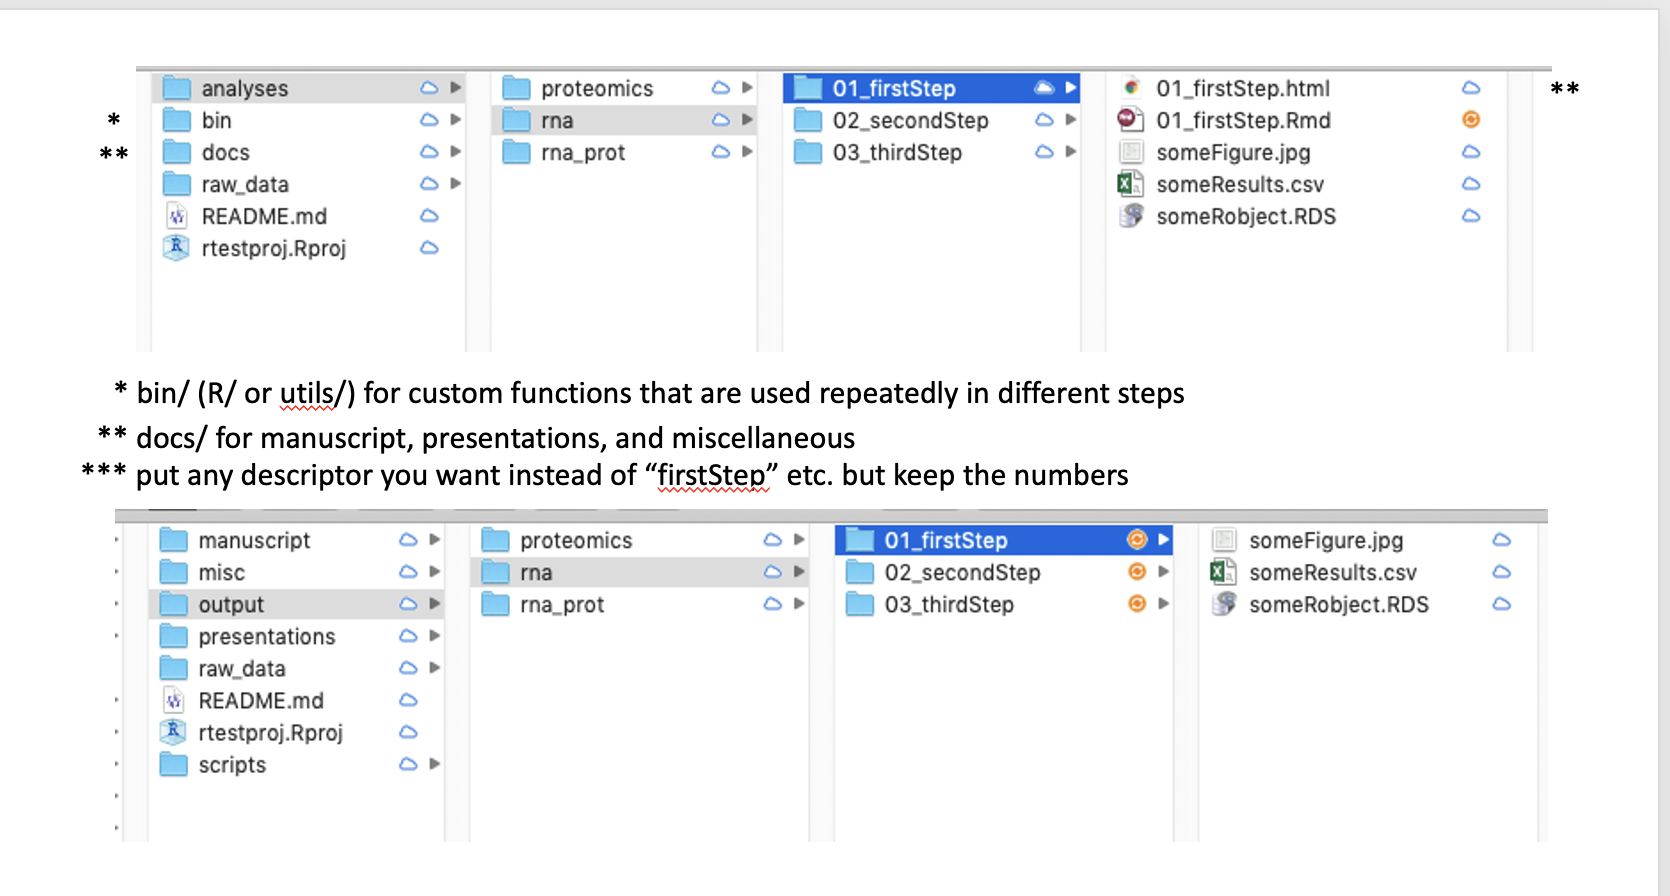 analyses proteomics 01_firstStep 01_firstStep.html **
* bin rna 02_secondStep 01_firstStep.Rmd
** docs rna_prot 03_thirdStep someFigure.jpg
raw_data someResults.csv
README.md someRobject.RDS
rtestproj.Rproj
* bin/ (R/ or utils/) for custom functions that are used repeatedly in different steps
** docs/ for manuscript, presentations, and miscellaneous
*** put any descriptor you want instead of “firstStep” etc. but keep the numbers
manuscript proteomics 01_firstStep someFigure.jpg
misc rna 02_secondStep someResults.csv
output rna_prot 03_thirdStep someRobject.RDS
presentations
raw_data
README.md
rtestproj.Rproj
scripts